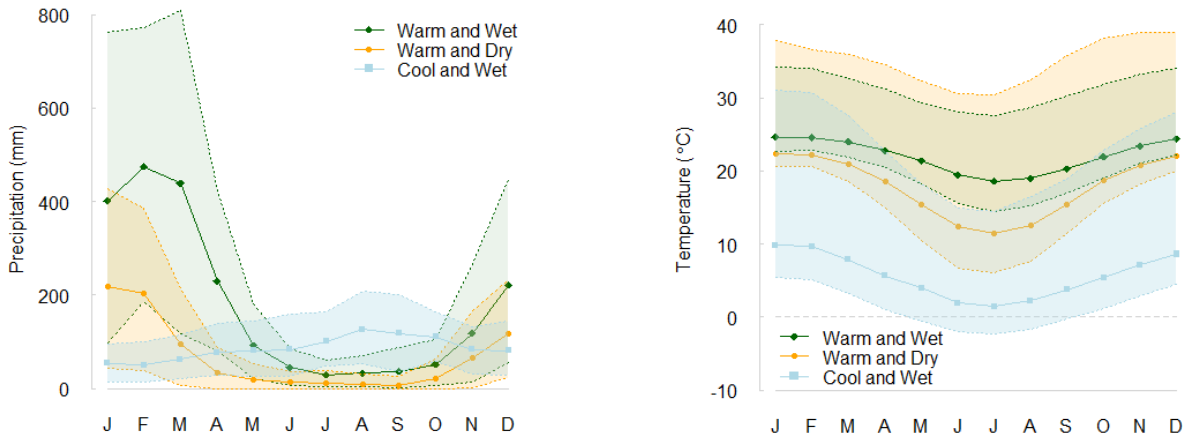 800
600
400
200
0
Precipitation (mm)
Warm and Wet
Warm and Dry
Cool and Wet
J F M A M J J A S O N D
40
30
20
10
0
-10
Temperature ( °C)
Warm and Wet
Warm and Dry
Cool and Wet
J F M A M J J A S O N D